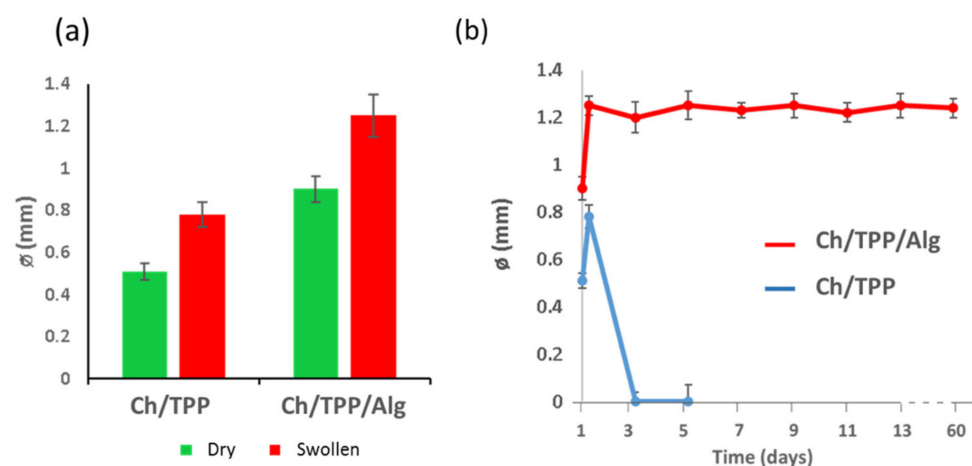 (a)
1.4
1.2
1
0.8
0.6
0.4
0.2
0
Ø (mm)
Ch/TPP
Ch/TPP/Alg
Dry
Swollen
(b)
1.4
1.2
1
0.8
0.6
0.4
0.2
0
ø (mm)
Ch/TPP/Alg
Ch/TPP
1 3 5 7 9 11 13 60
Time (days)